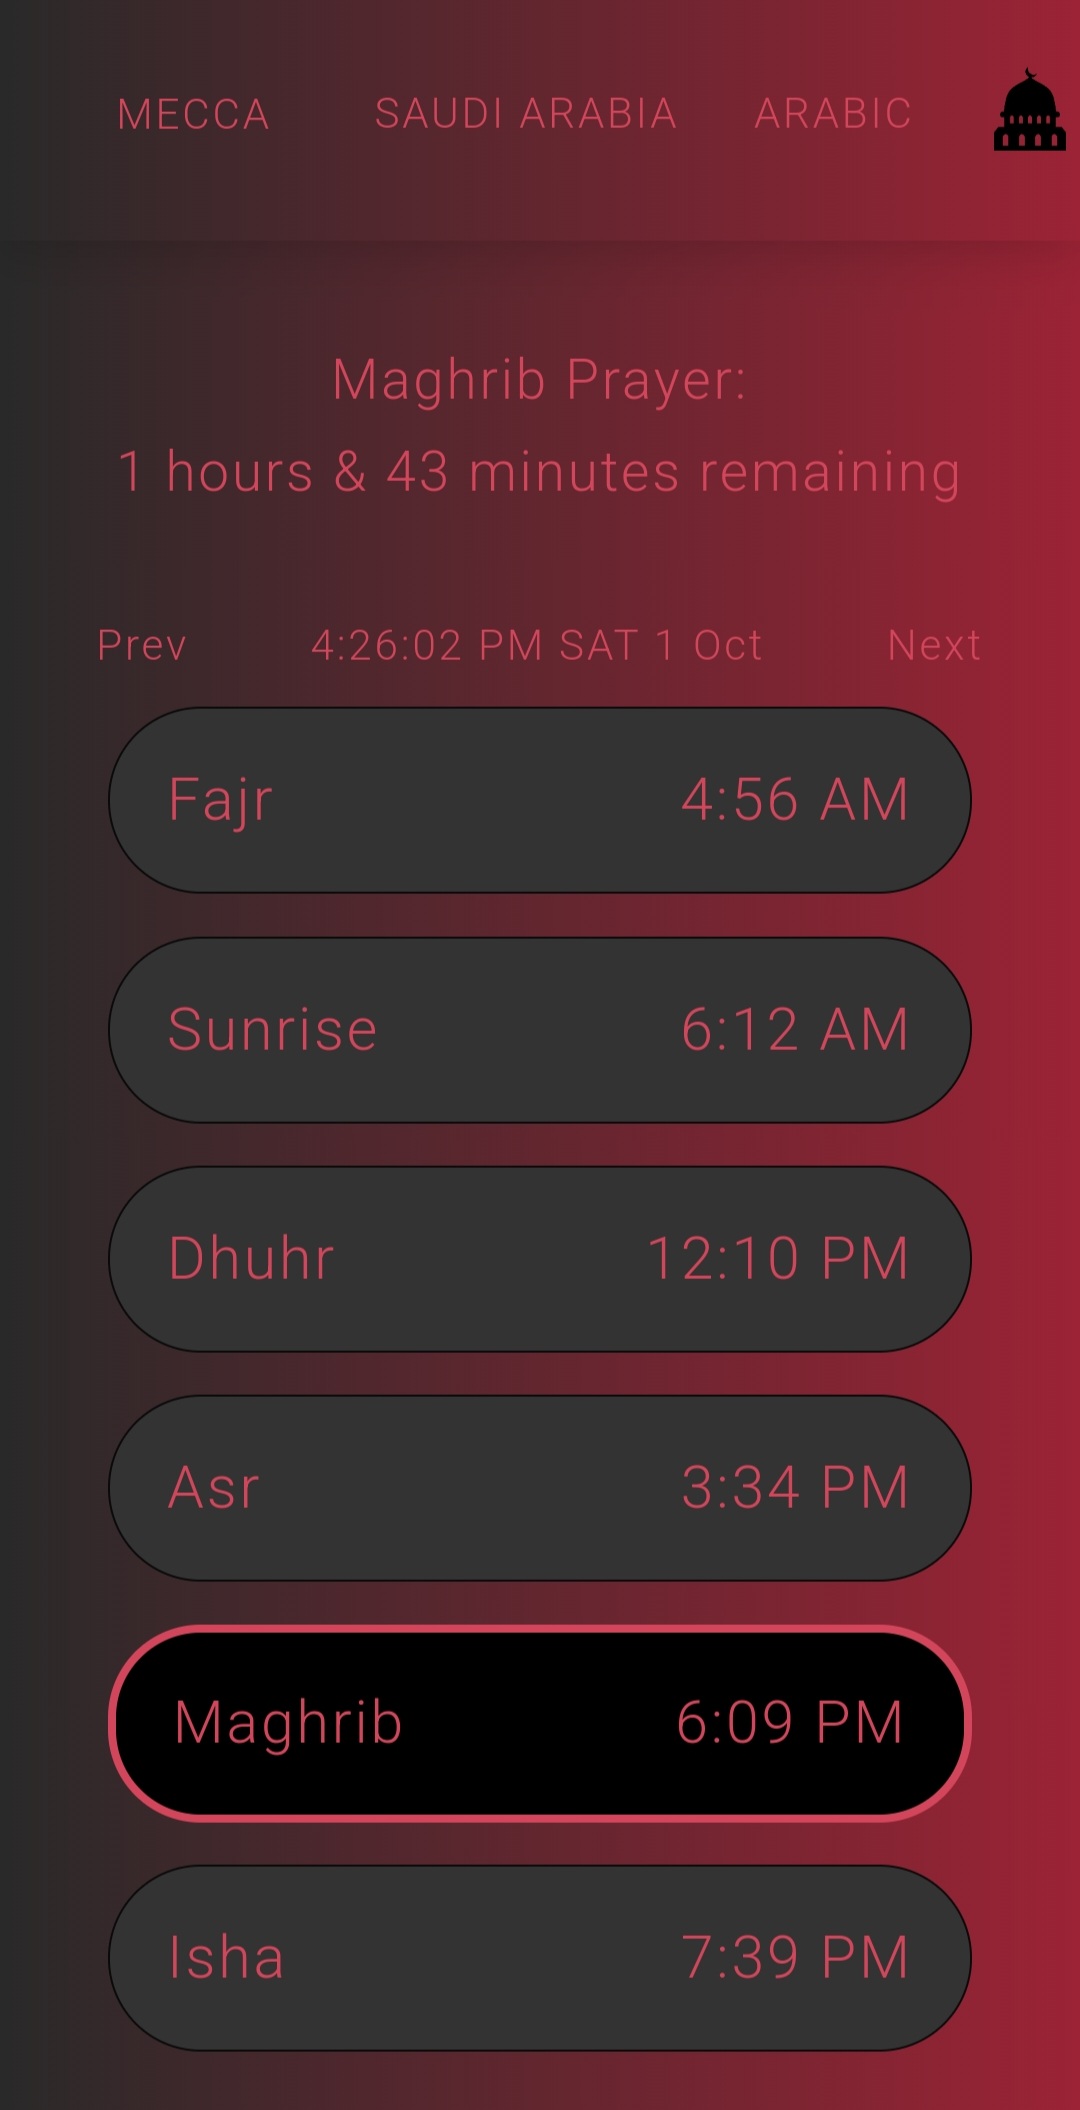 MECCA SAUDI ARABIA ARABIC
Maghrib Prayer:
1 hours & 43 minutes remaining
Prev 4:26:02 PM SAT 1 Oct Next
Fajr 4:56 AM
Sunrise 6:12 AM
Dhuhr 12:10 PM
Asr 3:34 PM
Maghrib 6:09 PM
Isha 7:39 PM